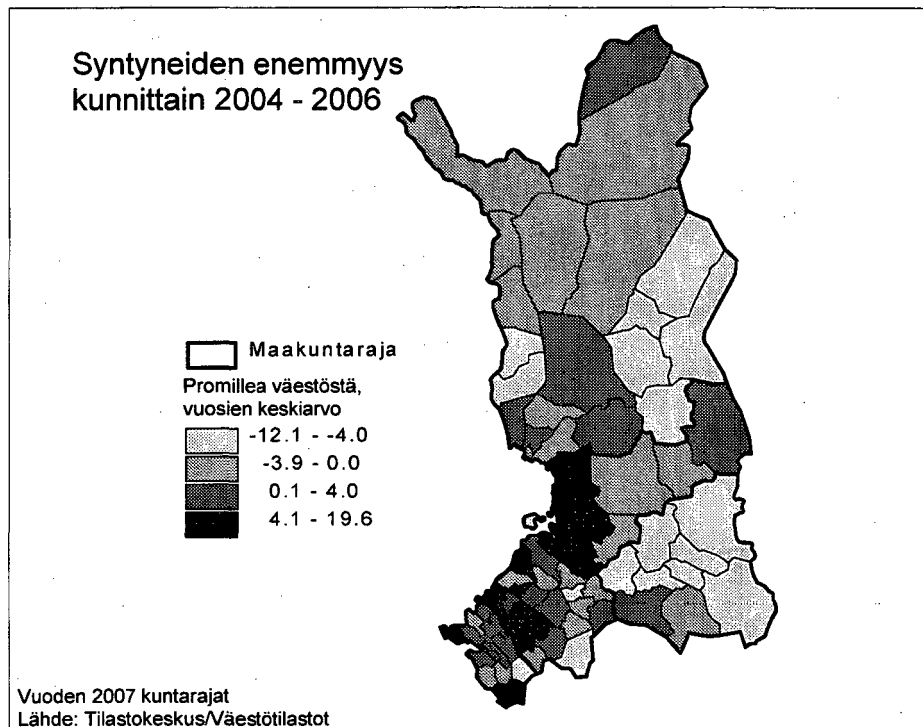 Syntyneiden enemmyys
kunnittain 2004 - 2006
Maakuntaraja
Promillea väestöstä,
vuosien keskiarvo
-12.1 - -4.0
-3.9 - 0.0
0.1 - 4.0
4.1 - 19.6
Vuoden 2007 kuntarajat
Lähde: Tilastokeskus/Väestötilastot